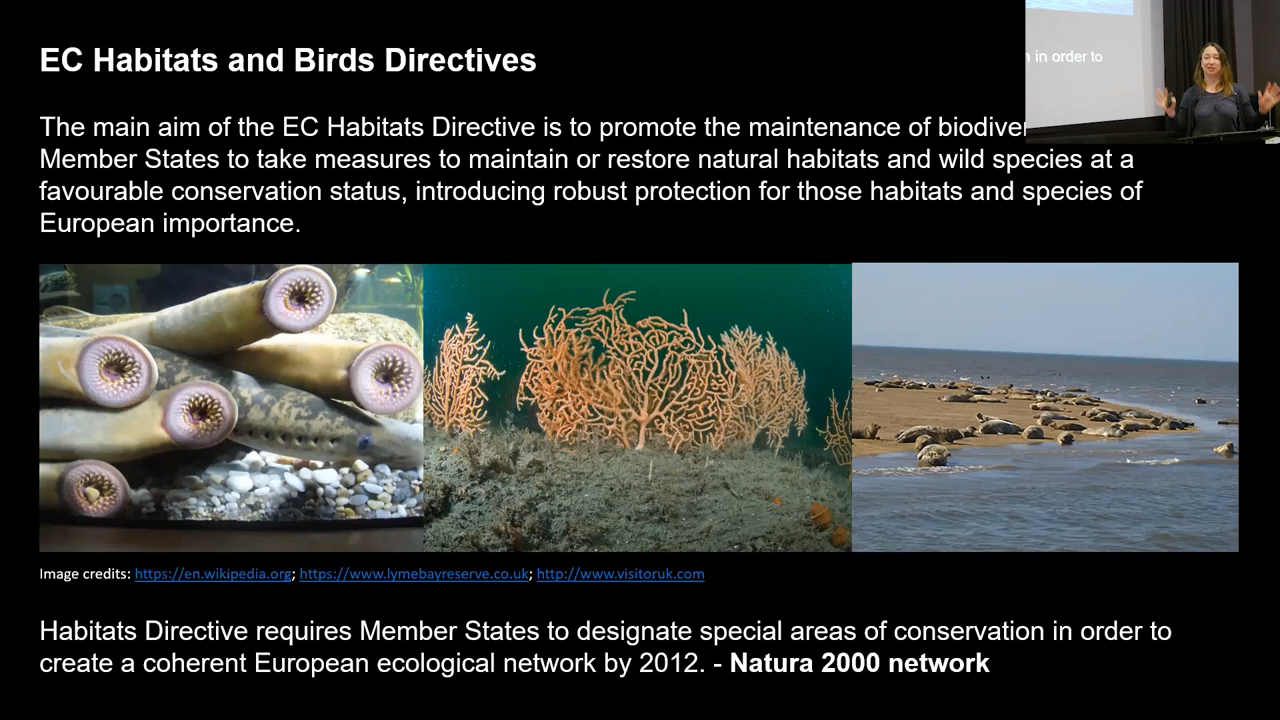 EC Habitats and Birds Directives
in order to
The main aim of the EC Habitats Directive is to promote the maintenance of
Member States to take measures to maintain or restore natural habitats and wild species at a
favourable conservation status, introducing robust protection for those habitats and species of
European importance.
Image credits: https://en.wikipedia.org; https://www.lymebayreserve.co.uk; http://www.visitoruk.com
Habitats Directive requires Member States to designate special areas of conservation in order to
create a coherent European ecological network by 2012. - Natura 2000 network